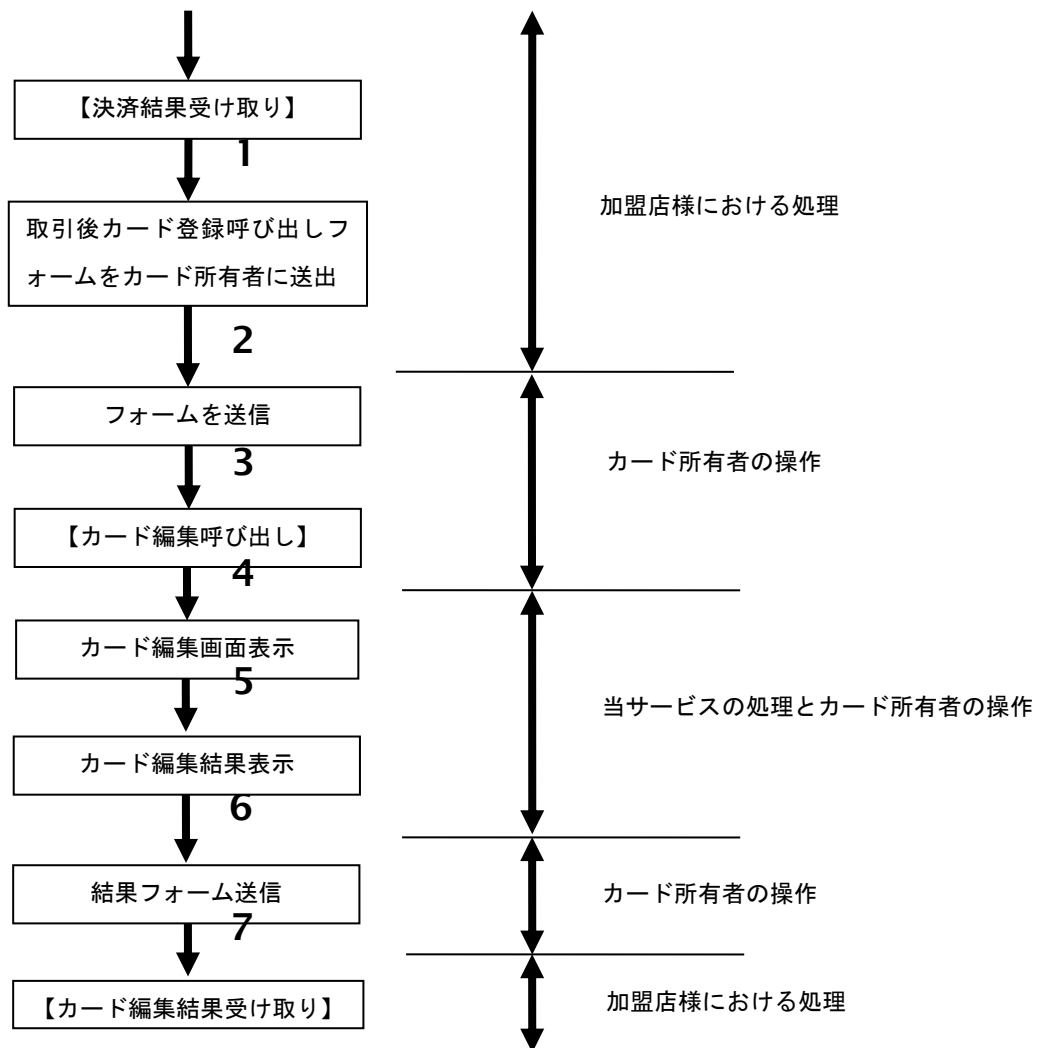 【決済結果受け取り】
1
取引後カード登録呼び出しフ
ォームをカード所有者に送出
加盟店様における処理
2
フォームを送信
3
カード所有者の操作
【カード編集呼び出し】
4
カード編集画面表示
5
当サービスの処理とカード所有者の操作
カード編集結果表示
6
結果フォーム送信
カード所有者の操作
7
【カード編集結果受け取り】
加盟店様における処理